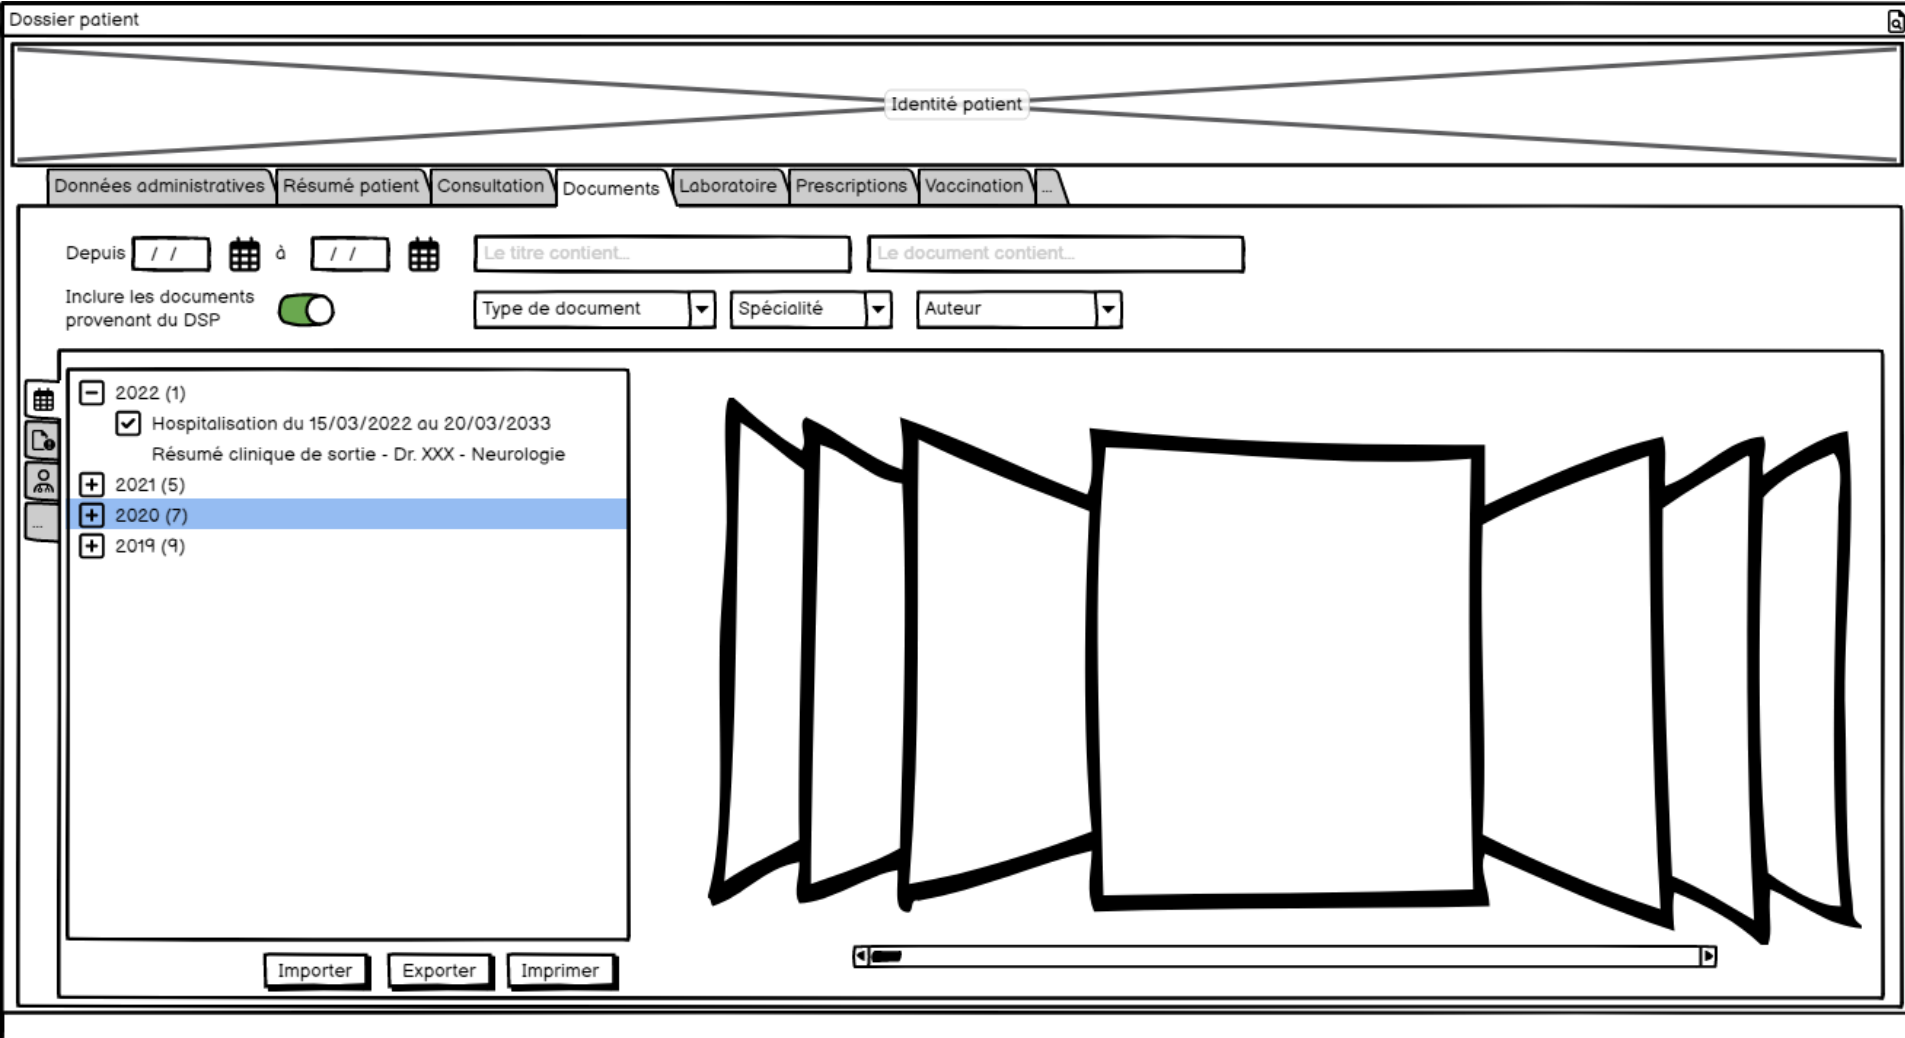 Dossier patient
Identité patient
Données administratives Résumé patient Consultation Documents Laboratoire Prescriptions Vaccination ...
Depuis / / à / / Le titre contient... Le document contient...
Inclure les documents
provenant du DSP
Type de document Spécialité Auteur
2022 (1)
Hospitalisation du 15/03/2022 au 20/03/2033
Résumé clinique de sortie - Dr. XXX - Neurologie
2021 (5)
2020 (7)
...
2019 (9)
Importer Exporter Imprimer